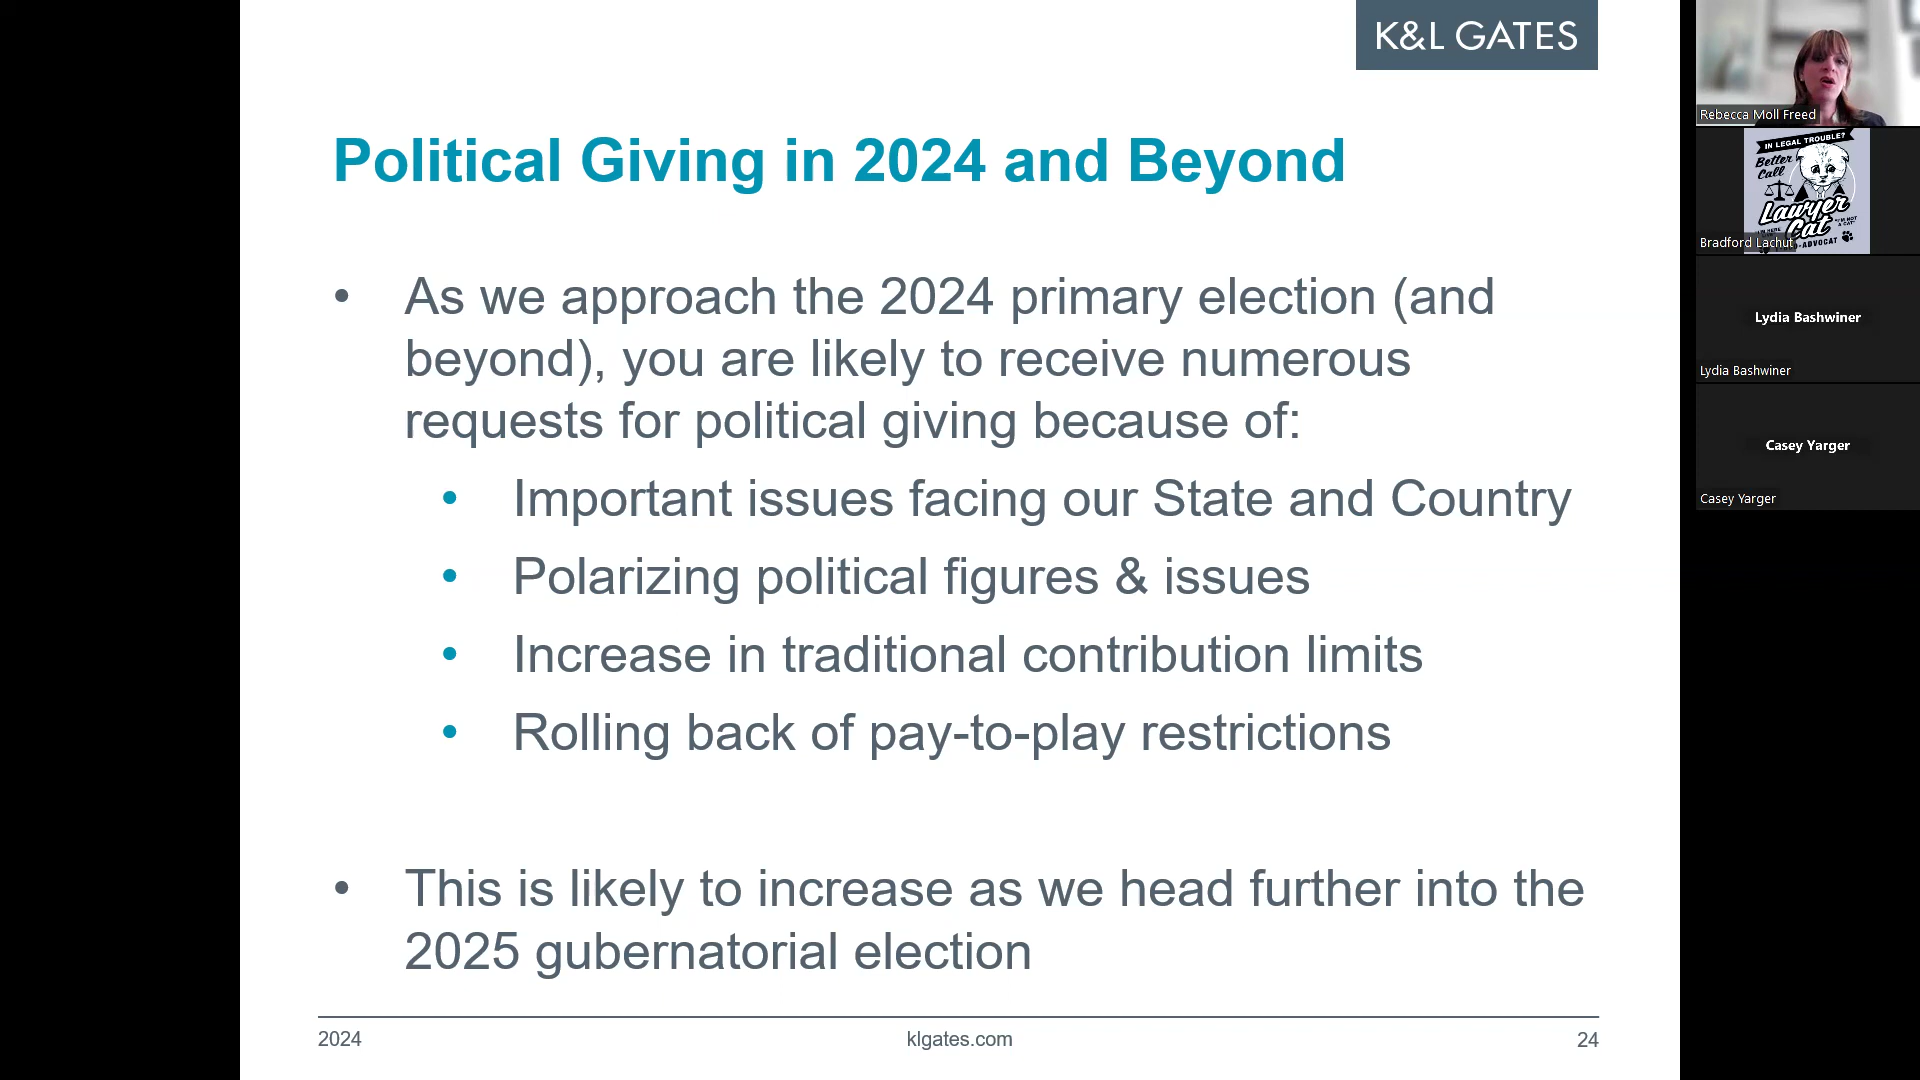 K&L GATES
Political Giving in 2024 and Beyond
• As we approach the 2024 primary election (and
beyond), you are likely to receive numerous
requests for political giving because of:
• Important issues facing our State and Country
• Polarizing political figures & issues
• Increase in traditional contribution limits
• Rolling back of pay-to-play restrictions
• This is likely to increase as we head further into the
2025 gubernatorial election
2024
klgates.com
24
Rebecca Moll Freed
IN LEGAL TROUBLE?
Better
Call
Lawyer
Cat
"I'M NOT
A CAT"
Bradford Lachut
Lydia Bashwiner
Lydia Bashwiner
Casey Yarger
Casey Yarger